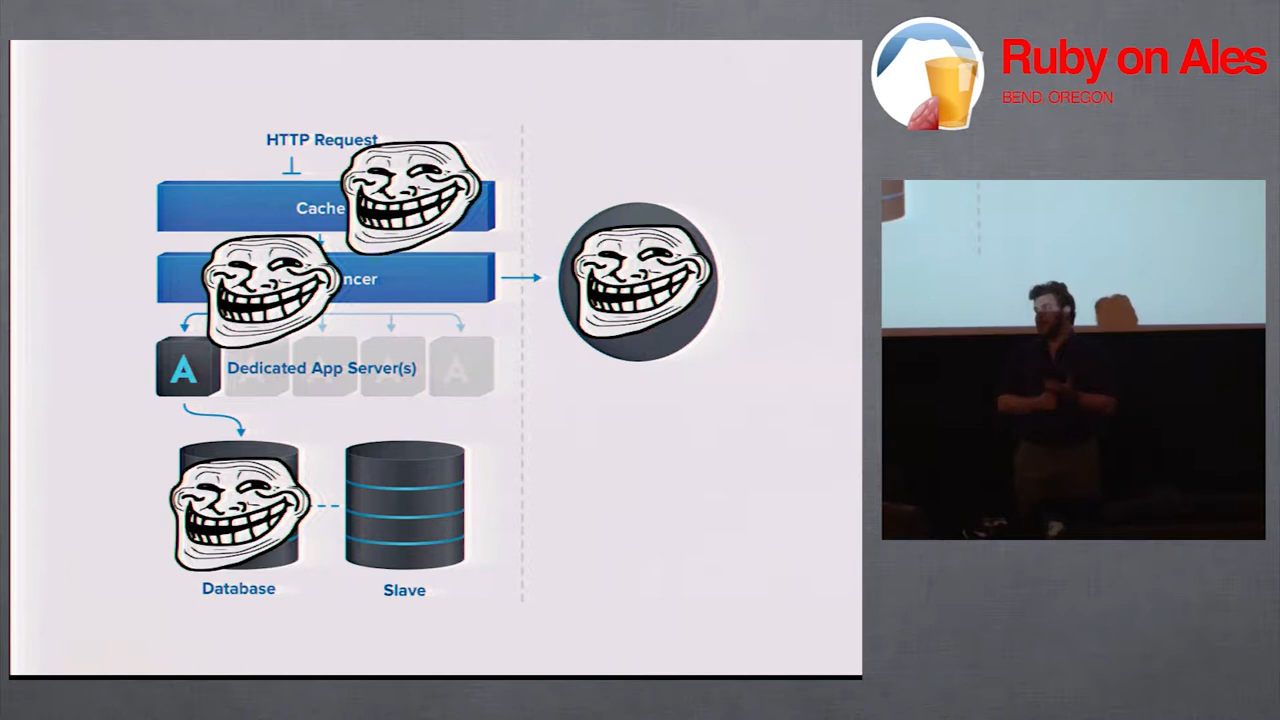 Ruby on Ales
BEND, OREGON
HTTP Request
Cache
ncer
A
Dedicated App Server(s)
A A A A
Database
Slave